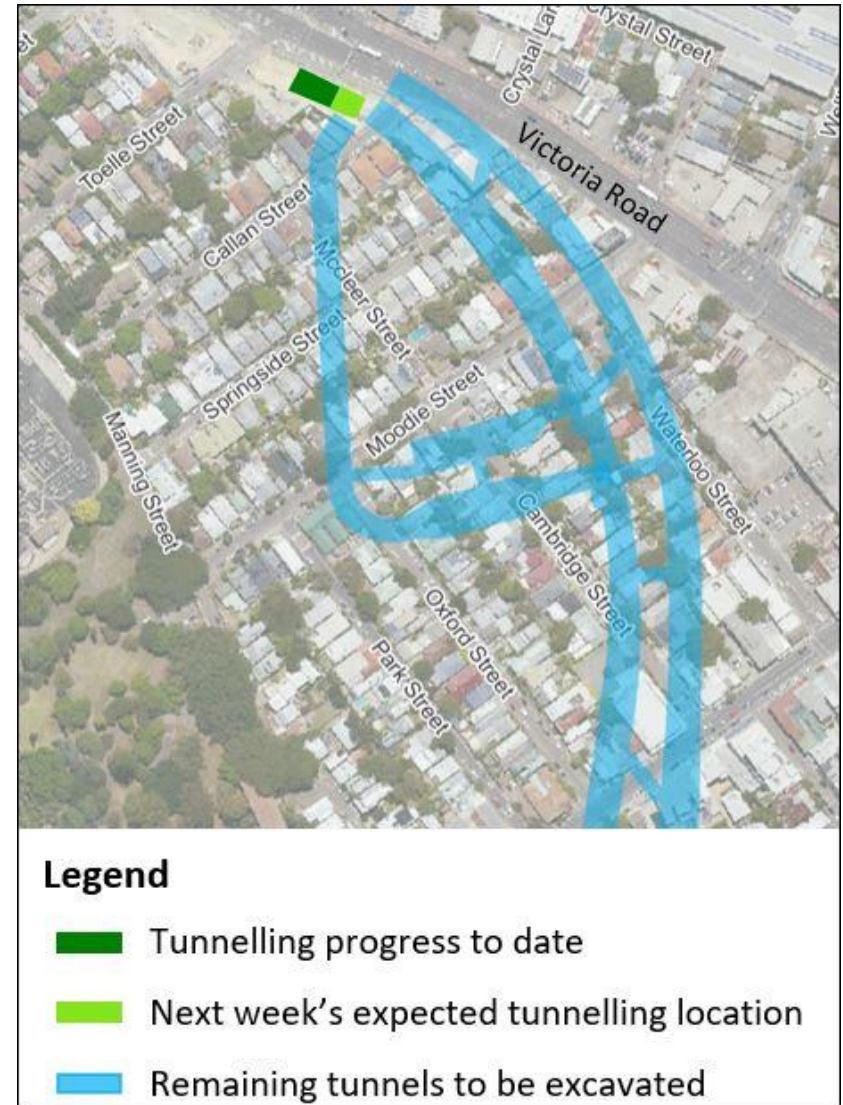 Crystal Street
Crystal Lan
Victoria Road
Toelle Street
Callan Street
Mccleer Street
Springside Street
Moodie Street
Manning Street
Waterloo Street
Cambridge Street
Oxford Street
Park Street
Legend
Tunnelling progress to date
Next week’s expected tunnelling location
Remaining tunnels to be excavated